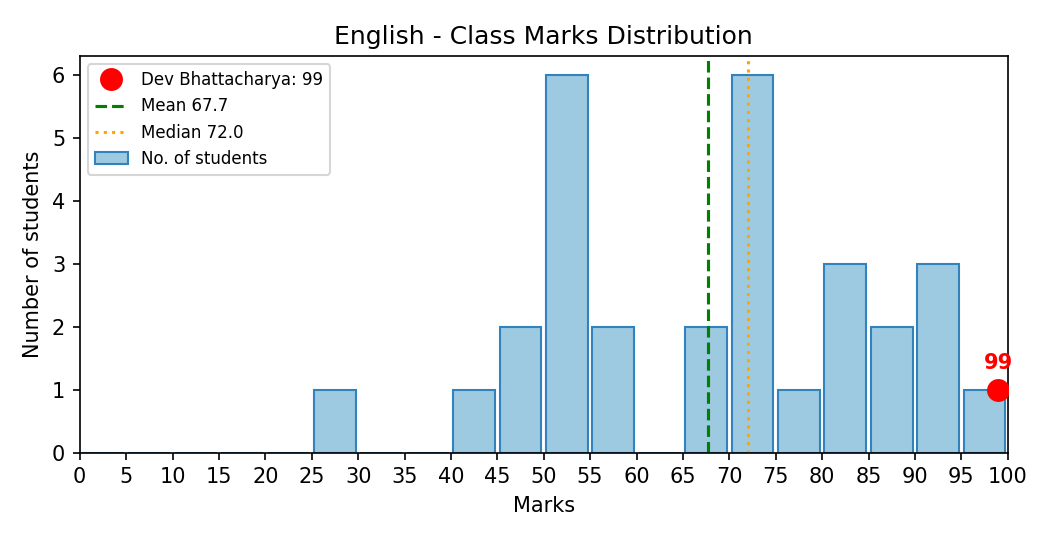 English - Class Marks Distribution
Dev Bhattacharya: 99
Mean 67.7
Median 72.0
No. of students
Number of students
6
5
4
3
2
1
0
99
0 5 10 15 20 25 30 35 40 45 50 55 60 65 70 75 80 85 90 95 100
Marks